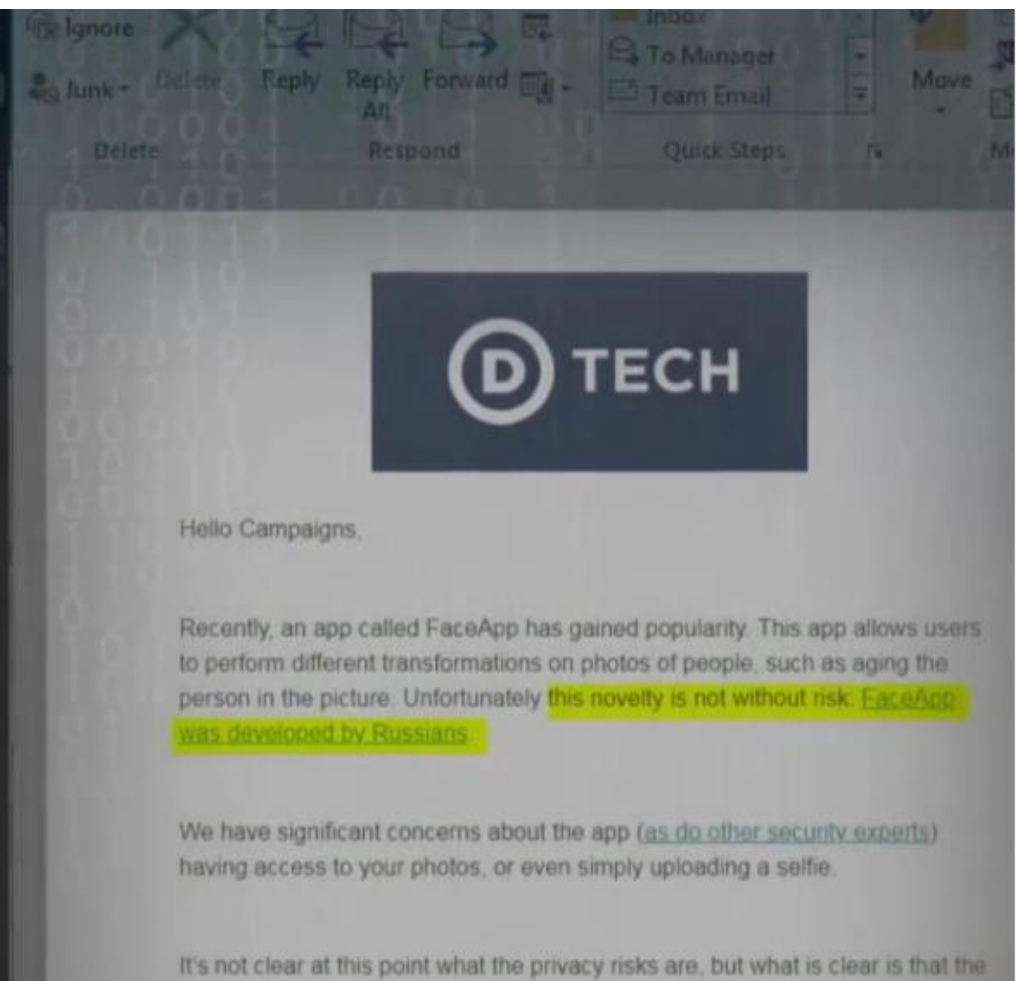 Ignore
Inbox
To Manager
Junk
Delete
Reply
Reply
All
Forward
Team Email
Move
Delete
Respond
Quick Steps
D TECH
Hello Campaigns,
Recently, an app called FaceApp has gained popularity. This app allows users
to perform different transformations on photos of people, such as aging the
person in the picture. Unfortunately this novelty is not without risk: FaceApp
was developed by Russians.
We have significant concerns about the app (as do other security experts)
having access to your photos, or even simply uploading a selfie.
It's not clear at this point what the privacy risks are, but what is clear is that the